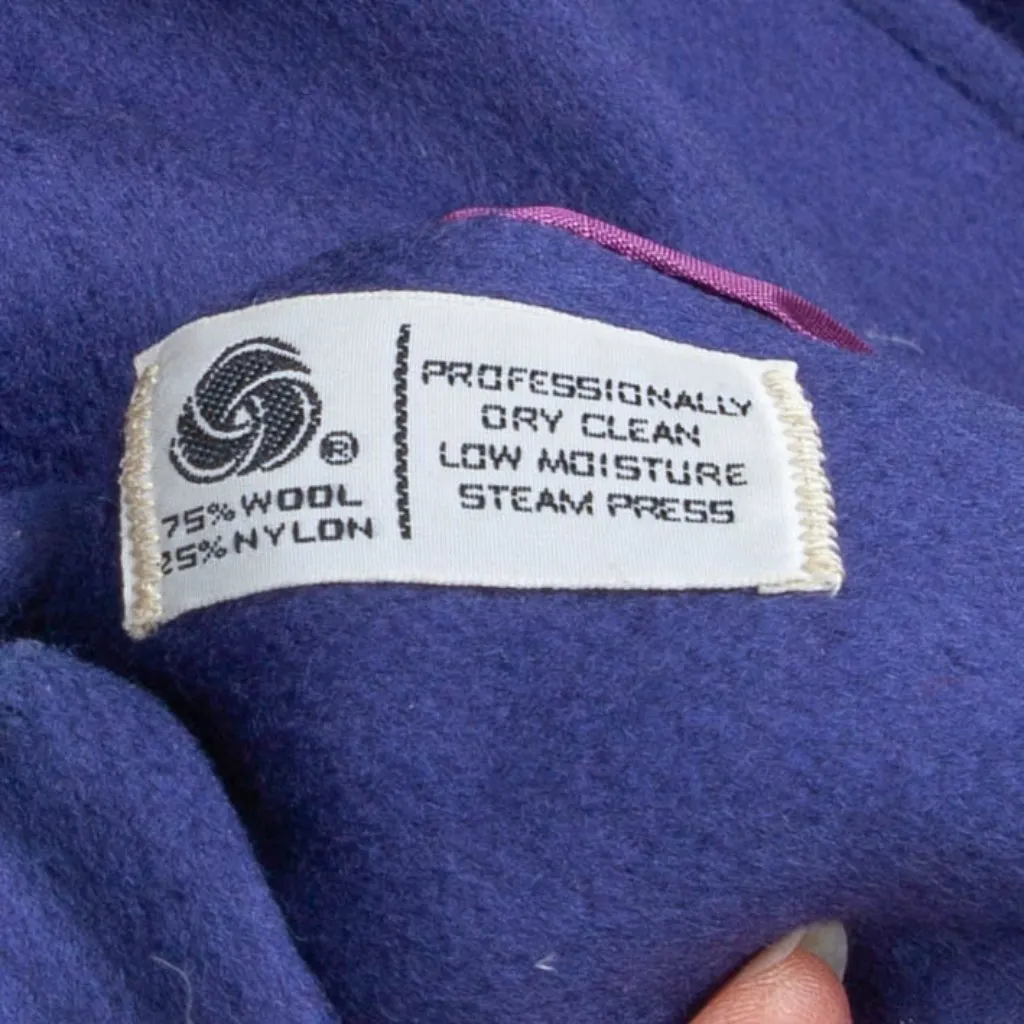 ®
75% WOOL
25% NYLON
PROFESSIONALLY
DRY CLEAN
LOW MOISTURE
STEAM PRESS